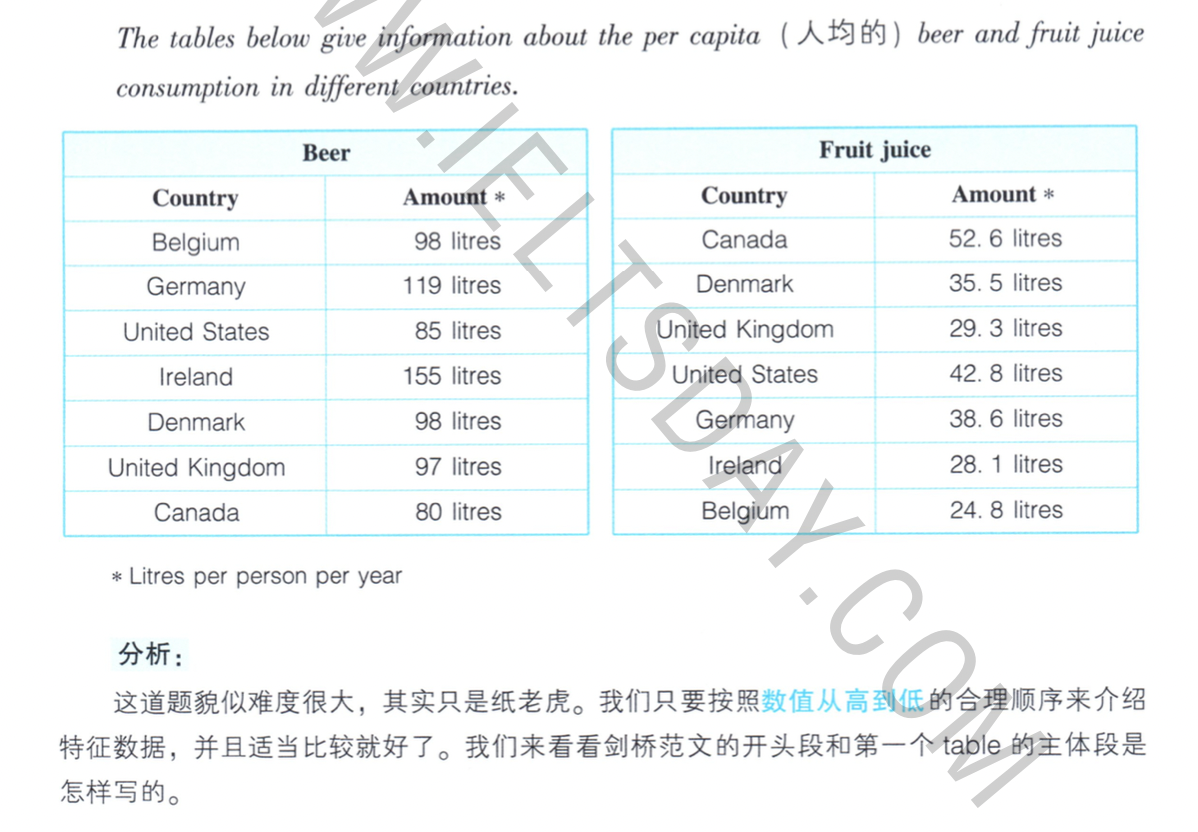 The tables below give information about the per capita (人均的) beer and fruit juice
consumption in different countries.
Beer
Country Amount *
Belgium 98 litres
Germany 119 litres
United States 85 litres
Ireland 155 litres
Denmark 98 litres
United Kingdom 97 litres
Canada 80 litres
Fruit juice
Country Amount *
Canada 52. 6 litres
Denmark 35. 5 litres
United Kingdom 29. 3 litres
United States 42. 8 litres
Germany 38. 6 litres
Ireland 28. 1 litres
Belgium 24. 8 litres
* Litres per person per year
分析：
这道题貌似难度很大，其实只是纸老虎。我们只要按照数值从高到低的合理顺序来介绍
特征数据，并且适当比较就好了。我们来看看剑桥范文的开头段和第一个 table 的主体段是
怎样写的。
WWW.IELTSDAY.COM